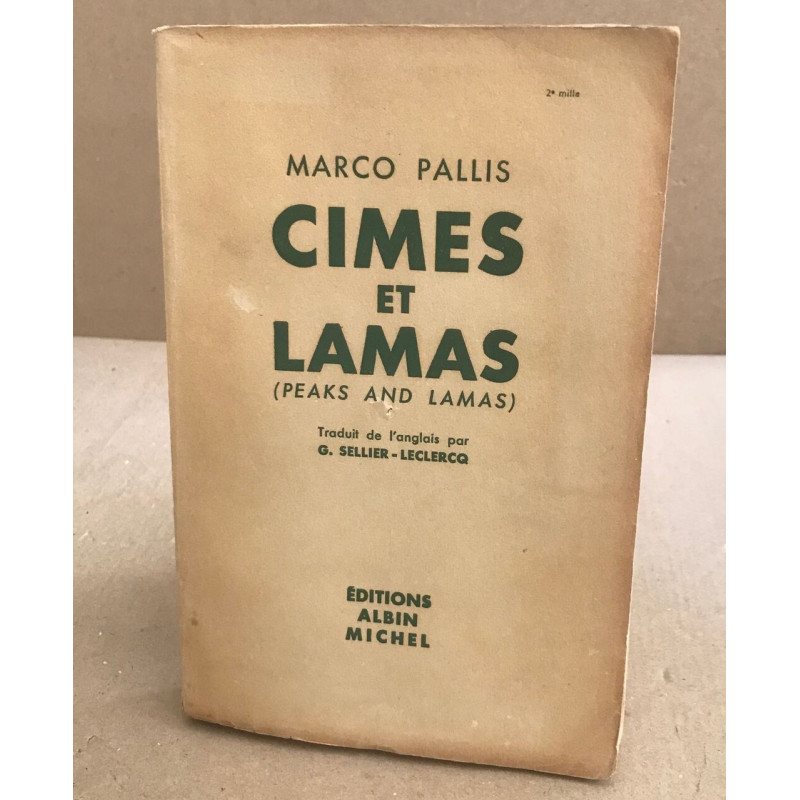 2e mille
MARCO PALLIS
CIMES
ET
LAMAS
(PEAKS AND LAMAS)
Traduit de l'anglais par
G. SELLIER-LECLERCQ
ÉDITIONS
ALBIN
MICHEL